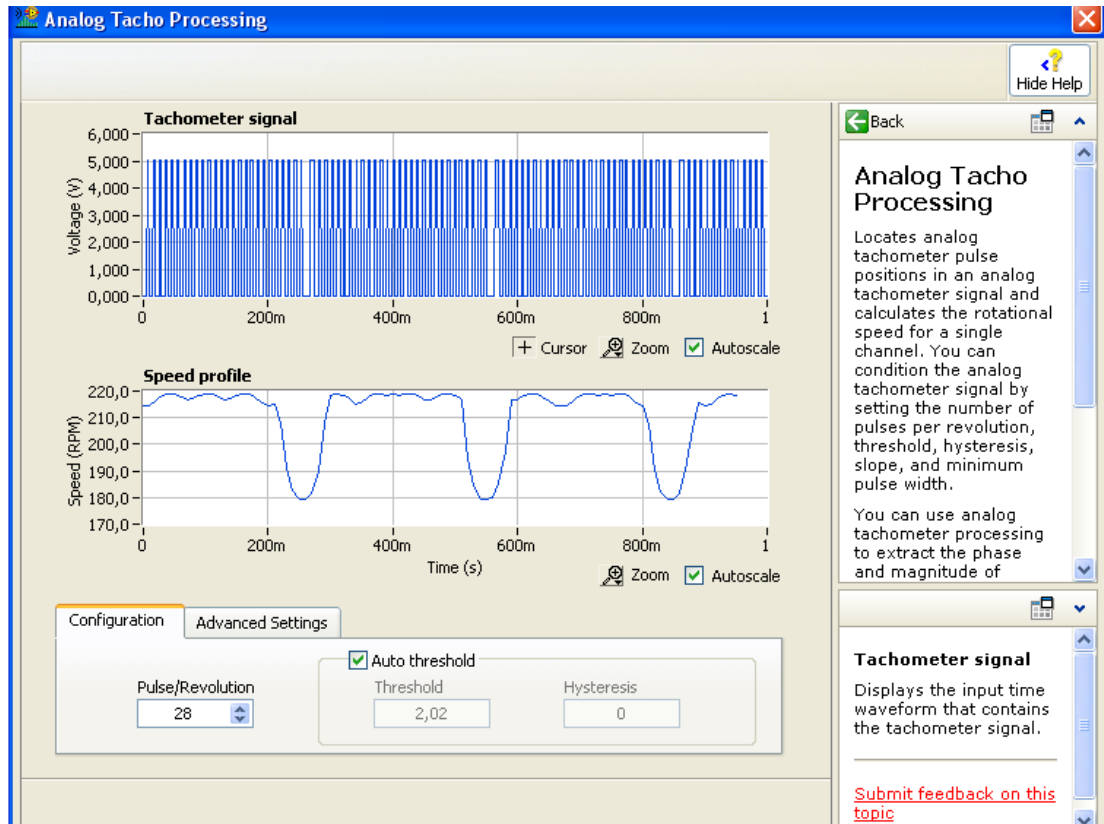 Analog Tacho Processing
Hide Help
Tachometer signal
6,000
5,000
4,000
3,000
2,000
1,000
0,000
Voltage (V)
0
200m
400m
600m
800m
1
Cursor
Zoom
Autoscale
Speed profile
220,0
210,0
200,0
190,0
180,0
170,0
Speed (RPM)
0
200m
400m
600m
800m
1
Time (s)
Zoom
Autoscale
Configuration
Advanced Settings
Pulse/Revolution
28
Auto threshold
Threshold
2,02
Hysteresis
0
Back
Analog Tacho
Processing
Locates analog
tachometer pulse
positions in an analog
tachometer signal and
calculates the rotational
speed for a single
channel. You can
condition the analog
tachometer signal by
setting the number of
pulses per revolution,
threshold, hysteresis,
slope, and minimum
pulse width.
You can use analog
tachometer processing
to extract the phase
and magnitude of
Tachometer signal
Displays the input time
waveform that contains
the tachometer signal.
Submit feedback on this
topic